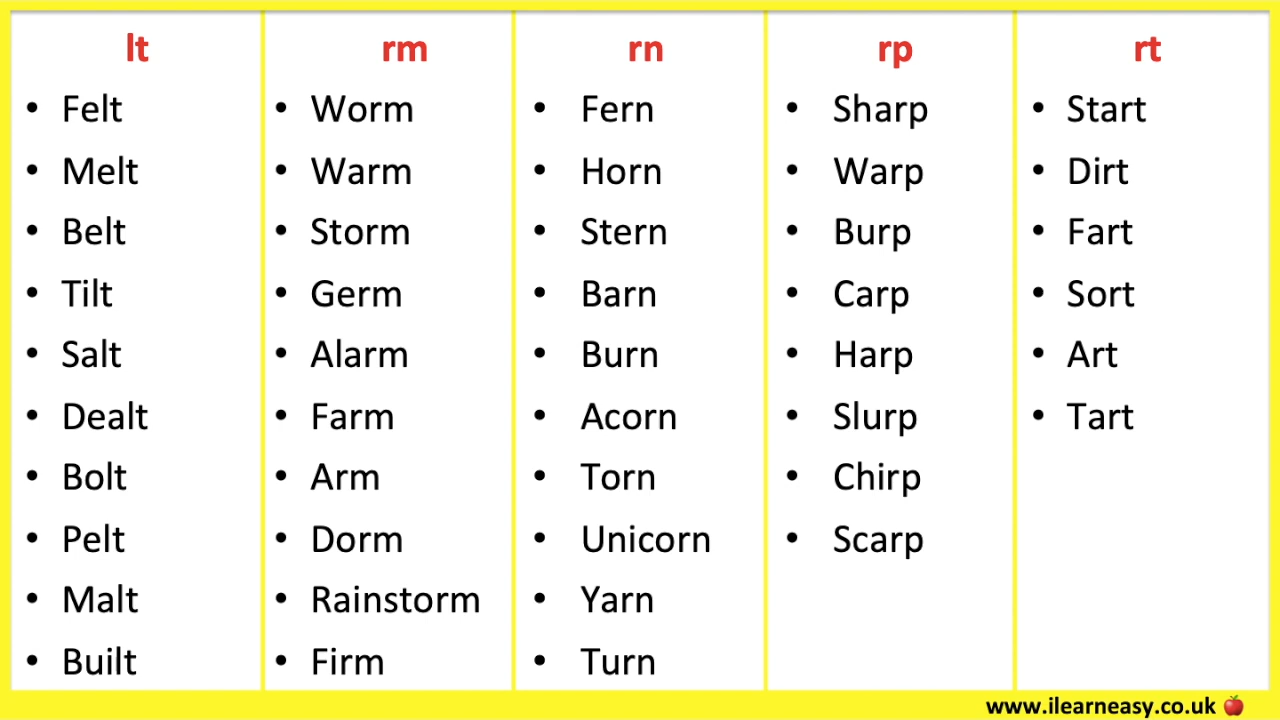 lt
• Felt
• Melt
• Belt
• Tilt
• Salt
• Dealt
• Bolt
• Pelt
• Malt
• Built
rm
• Worm
• Warm
• Storm
• Germ
• Alarm
• Farm
• Arm
• Dorm
• Rainstorm
• Firm
rn
• Fern
• Horn
• Stern
• Barn
• Burn
• Acorn
• Torn
• Unicorn
• Yarn
• Turn
rp
• Sharp
• Warp
• Burp
• Carp
• Harp
• Slurp
• Chirp
• Scarp
rt
• Start
• Dirt
• Fart
• Sort
• Art
• Tart
www.ilearneasy.co.uk